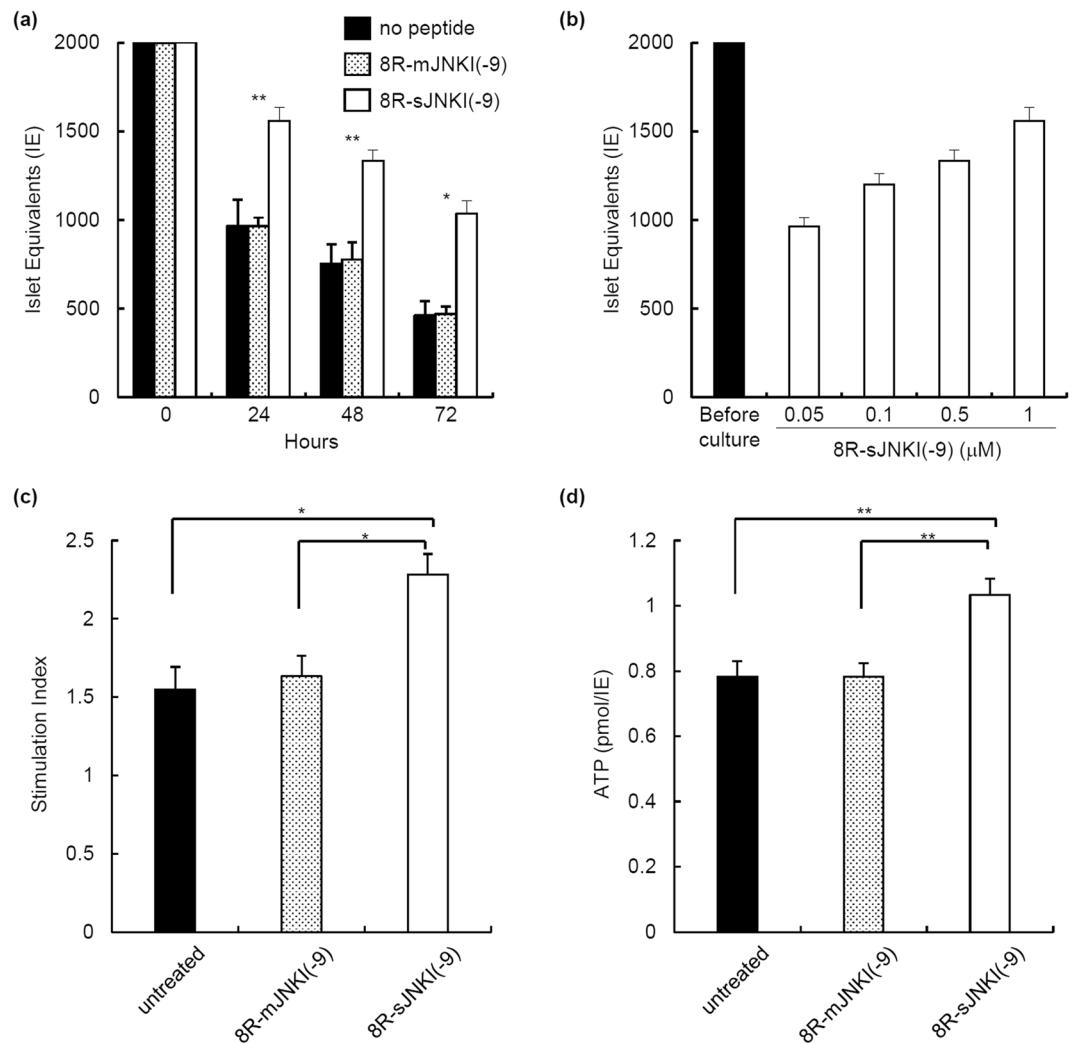 (a)
no peptide
8R-mJNKI(-9)
8R-sJNKI(-9)
2000
1500
1000
500
0
Islet Equivalents (IE)
**
**
*
0 24 48 72
Hours
(b)
2000
1500
1000
500
0
Islet Equivalents (IE)
Before culture
0.05 0.1 0.5 1
8R-sJNKI(-9) (μM)
(c)
*
*
2.5
2
1.5
1
0.5
0
Stimulation Index
untreated
8R-mJNKI(-9)
8R-sJNKI(-9)
(d)
**
**
1.2
1
0.8
0.6
0.4
0.2
0
ATP (pmol/IE)
untreated
8R-mJNKI(-9)
8R-sJNKI(-9)